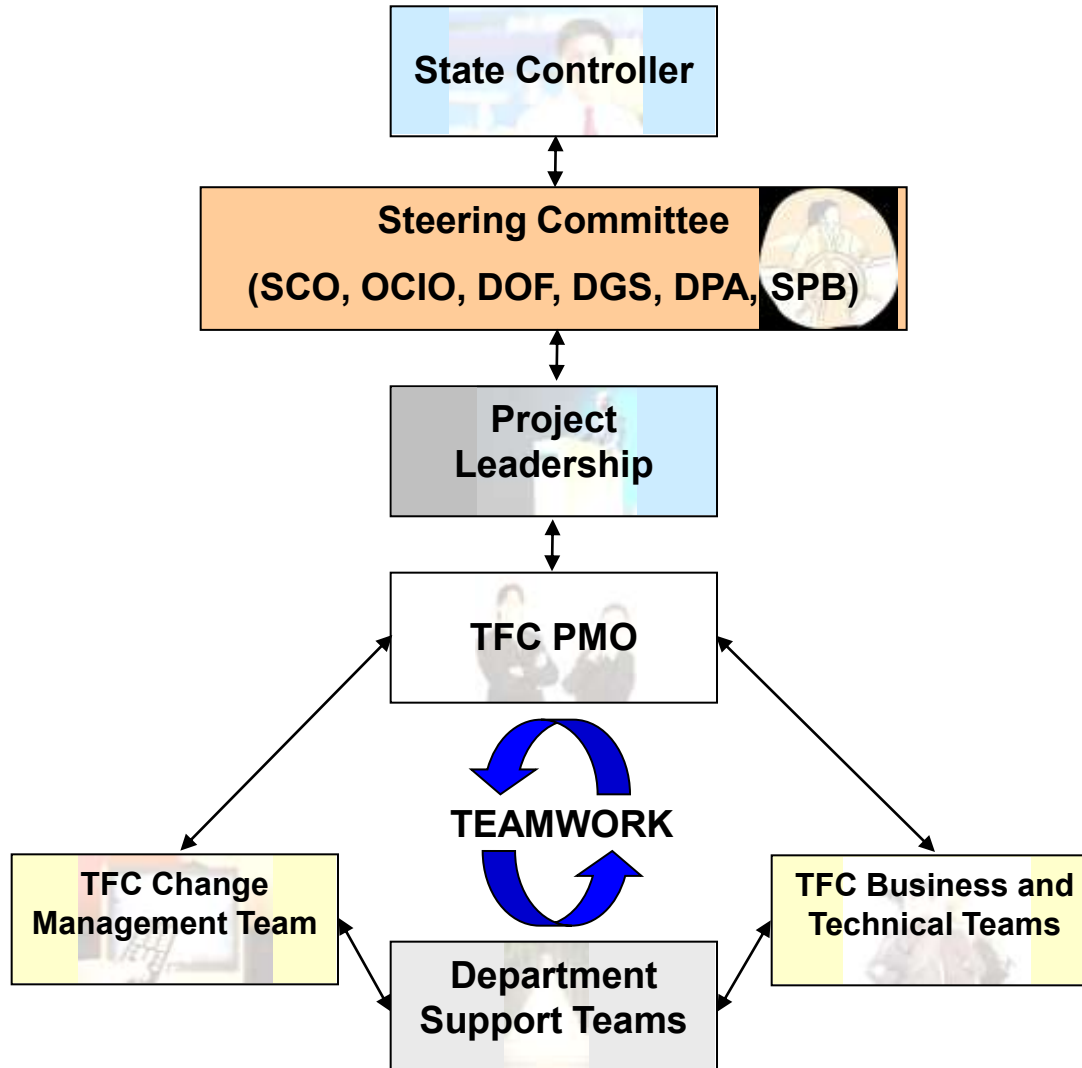 State Controller
Steering Committee
(SCO, OCIO, DOF, DGS, DPA, SPB)
Project
Leadership
TFC PMO
TEAMWORK
TFC Change
Management Team
TFC Business and
Technical Teams
Department
Support Teams